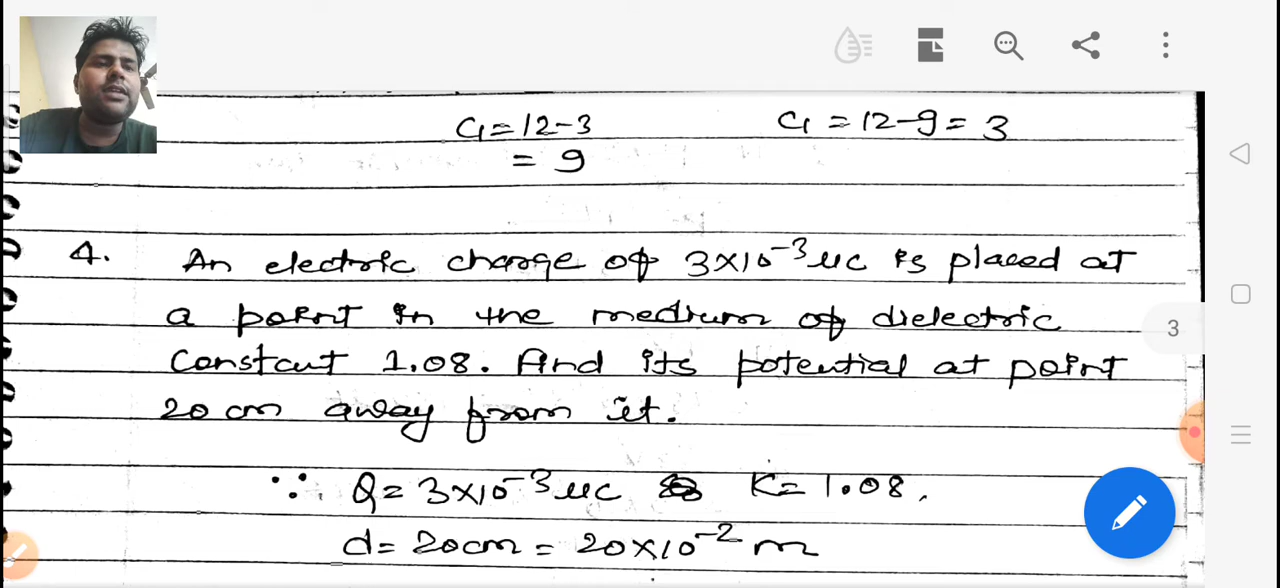 C1 = 12-3
= 9
C1 = 12-9 = 3
4. An electric charge of 3×10⁻³ µc is placed at
a point in the medium of dielectric
constant 1.08. Find its potential at point
20 cm away from it.
∵ Q = 3×10⁻³ µc K = 1.08,
d = 20cm = 20×10⁻² m
3